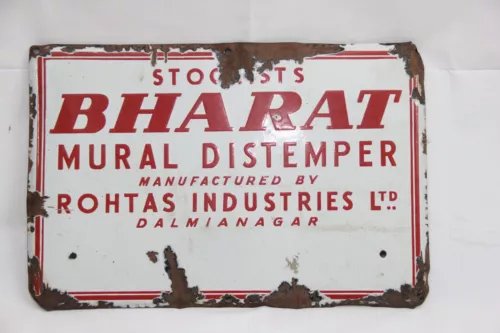 STOCKISTS
BHARAT
MURAL DISTEMPER
MANUFACTURED BY
ROHTAS INDUSTRIES LTD.
DALMIANAGAR